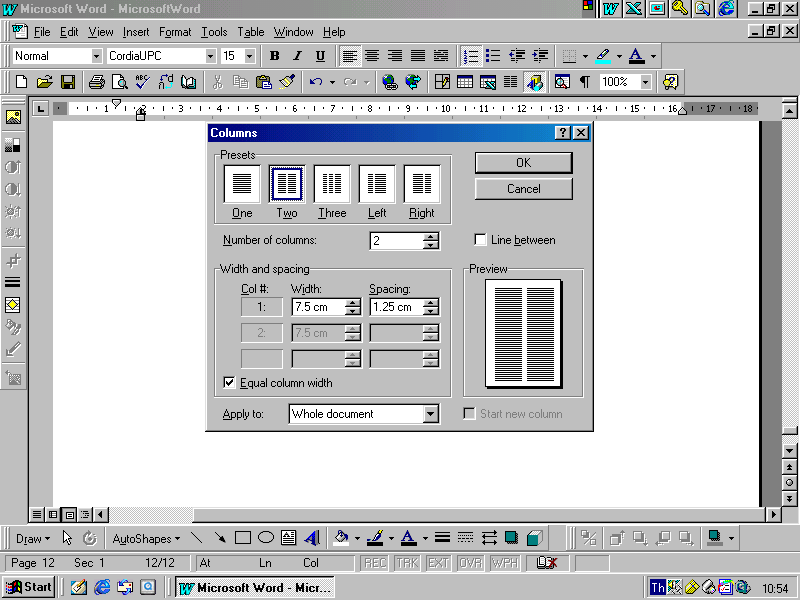 Microsoft Word - MicrosoftWord
File Edit View Insert Format Tools Table Window Help
Normal CordiaUPC 15 B I U
100%
1 2 3 4 5 6 7 8 9 10 11 12 13 14 15 16 17 18
Columns
Presets
One Two Three Left Right
OK
Cancel
Number of columns: 2
Line between
Width and spacing
Col #: Width: Spacing:
1: 7.5 cm 1.25 cm
2: 7.5 cm
Equal column width
Preview
Apply to: Whole document
Start new column
Draw AutoShapes
Page 12 Sec 1 12/12 At Ln Col REC TRK EXT OVR WPH
Start Microsoft Word - Micr... Th 10:54